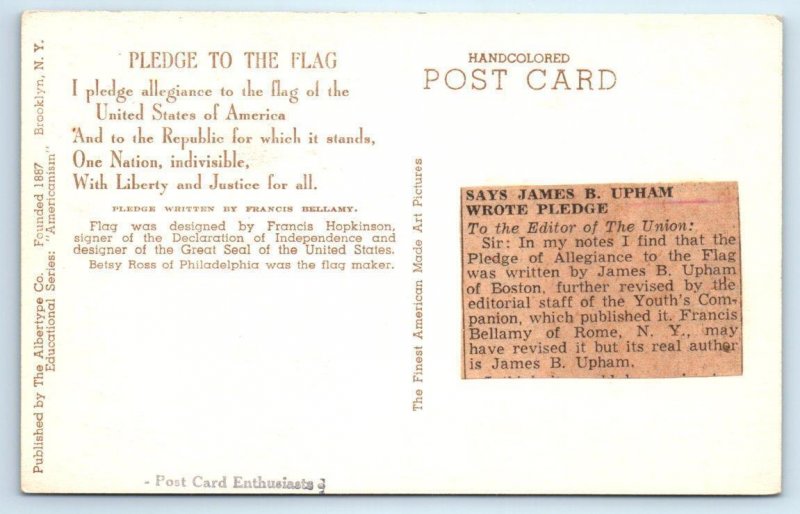 Published by The Albertype Co. Founded 1887 Brooklyn, N. Y.
Educational Series: "Americanism"
PLEDGE TO THE FLAG
I pledge allegiance to the flag of the
United States of America
And to the Republic for which it stands,
One Nation, indivisible,
With Liberty and Justice for all.
PLEDGE WRITTEN BY FRANCIS BELLAMY.
Flag was designed by Francis Hopkinson,
signer of the Declaration of Independence and
designer of the Great Seal of the United States.
Betsy Ross of Philadelphia was the flag maker.
- Post Card Enthusiasts
The Finest American Made Art Pictures
HANDCOLORED
POST CARD
SAYS JAMES B. UPHAM
WROTE PLEDGE
To the Editor of The Union:
Sir: In my notes I find that the
Pledge of Allegiance to the Flag
was written by James B. Upham
of Boston, further revised by the
editorial staff of the Youth's Com-
panion, which published it. Francis
Bellamy of Rome, N. Y., may
have revised it but its real author
is James B. Upham.